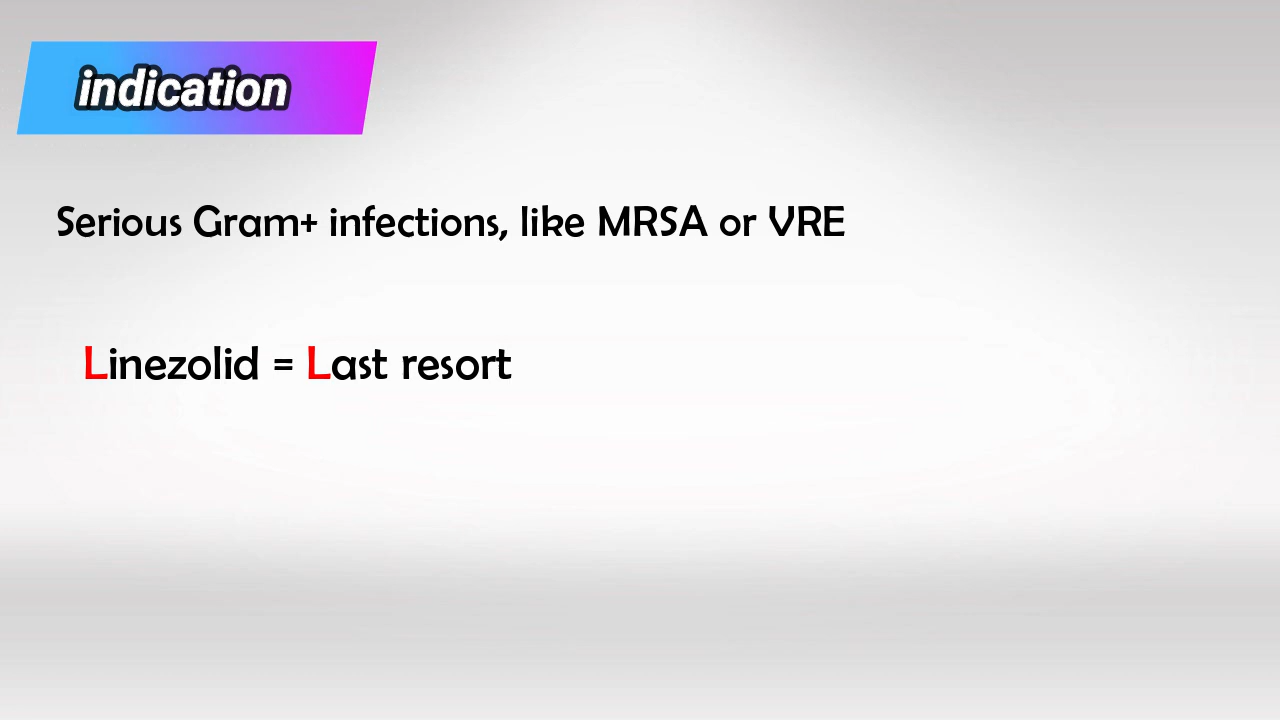 indication
Serious Gram+ infections, like MRSA or VRE
Linezolid = Last resort